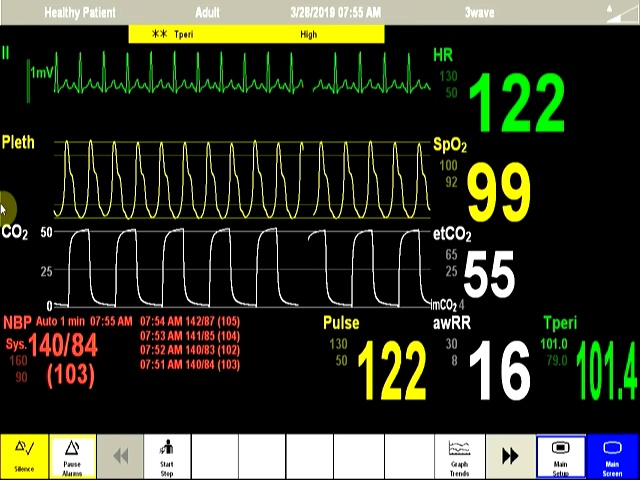 Healthy Patient Adult 3/28/2019 07:55 AM 3wave
** Tperi High
II
1mV
HR
130
50
122
Pleth
SpO2
100
92
99
CO2
50
25
0
etCO2
65
25
55
imCO2 4
NBP Auto 1 min 07:55 AM
Sys.
160
90
140/84
(103)
07:54 AM 142/87 (105)
07:53 AM 141/85 (104)
07:52 AM 140/83 (102)
07:51 AM 140/84 (103)
Pulse
130
50
122
awRR
30
8
16
Tperi
101.0
79.0
101.4
Silence
Pause
Alarms
Start
Stop
Graph
Trends
Main
Setup
Main
Screen